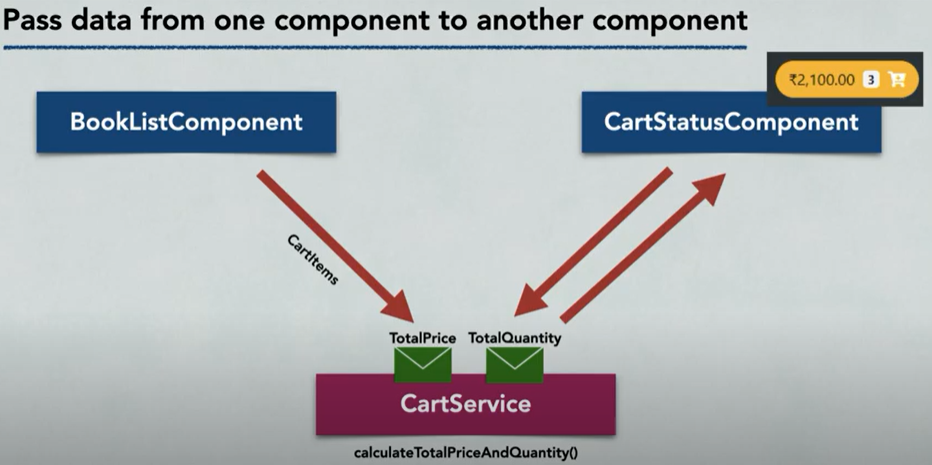 Pass data from one component to another component
₹2,100.00 3
BookListComponent
CartStatusComponent
CartItems
TotalPrice TotalQuantity
CartService
calculateTotalPriceAndQuantity()